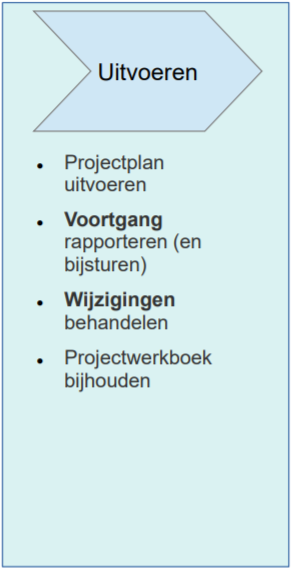 Uitvoeren
• Projectplan
uitvoeren
• Voortgang
rapporteren (en
bijsturen)
• Wijzigingen
behandelen
• Projectwerkboek
bijhouden